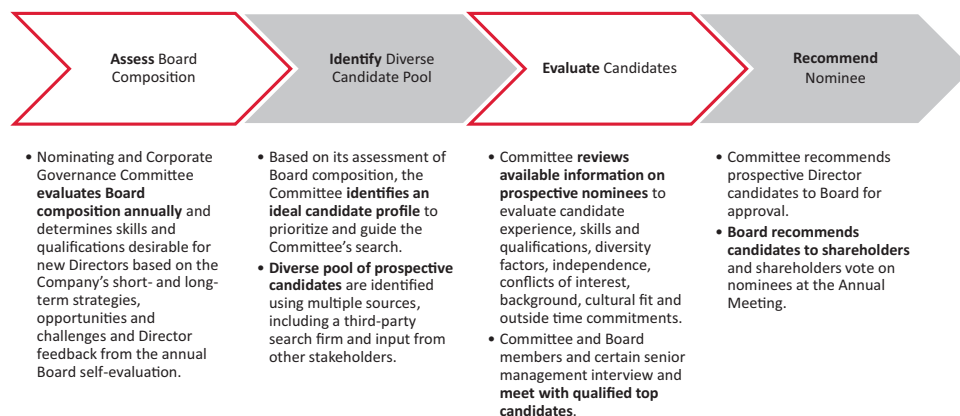 Assess Board
Composition
Identify Diverse
Candidate Pool
Evaluate Candidates
Recommend
Nominee
• Nominating and Corporate
Governance Committee
evaluates Board
composition annually and
determines skills and
qualifications desirable for
new Directors based on the
Company's short- and long-
term strategies,
opportunities and
challenges and Director
feedback from the annual
Board self-evaluation.
• Based on its assessment of
Board composition, the
Committee identifies an
ideal candidate profile to
prioritize and guide the
Committee's search.
• Diverse pool of prospective
candidates are identified
using multiple sources,
including a third-party
search firm and input from
other stakeholders.
• Committee reviews
available information on
prospective nominees to
evaluate candidate
experience, skills and
qualifications, diversity
factors, independence,
conflicts of interest,
background, cultural fit and
outside time commitments.
• Committee and Board
members and certain senior
management interview and
meet with qualified top
candidates.
• Committee recommends
prospective Director
candidates to Board for
approval.
• Board recommends
candidates to shareholders
and shareholders vote on
nominees at the Annual
Meeting.